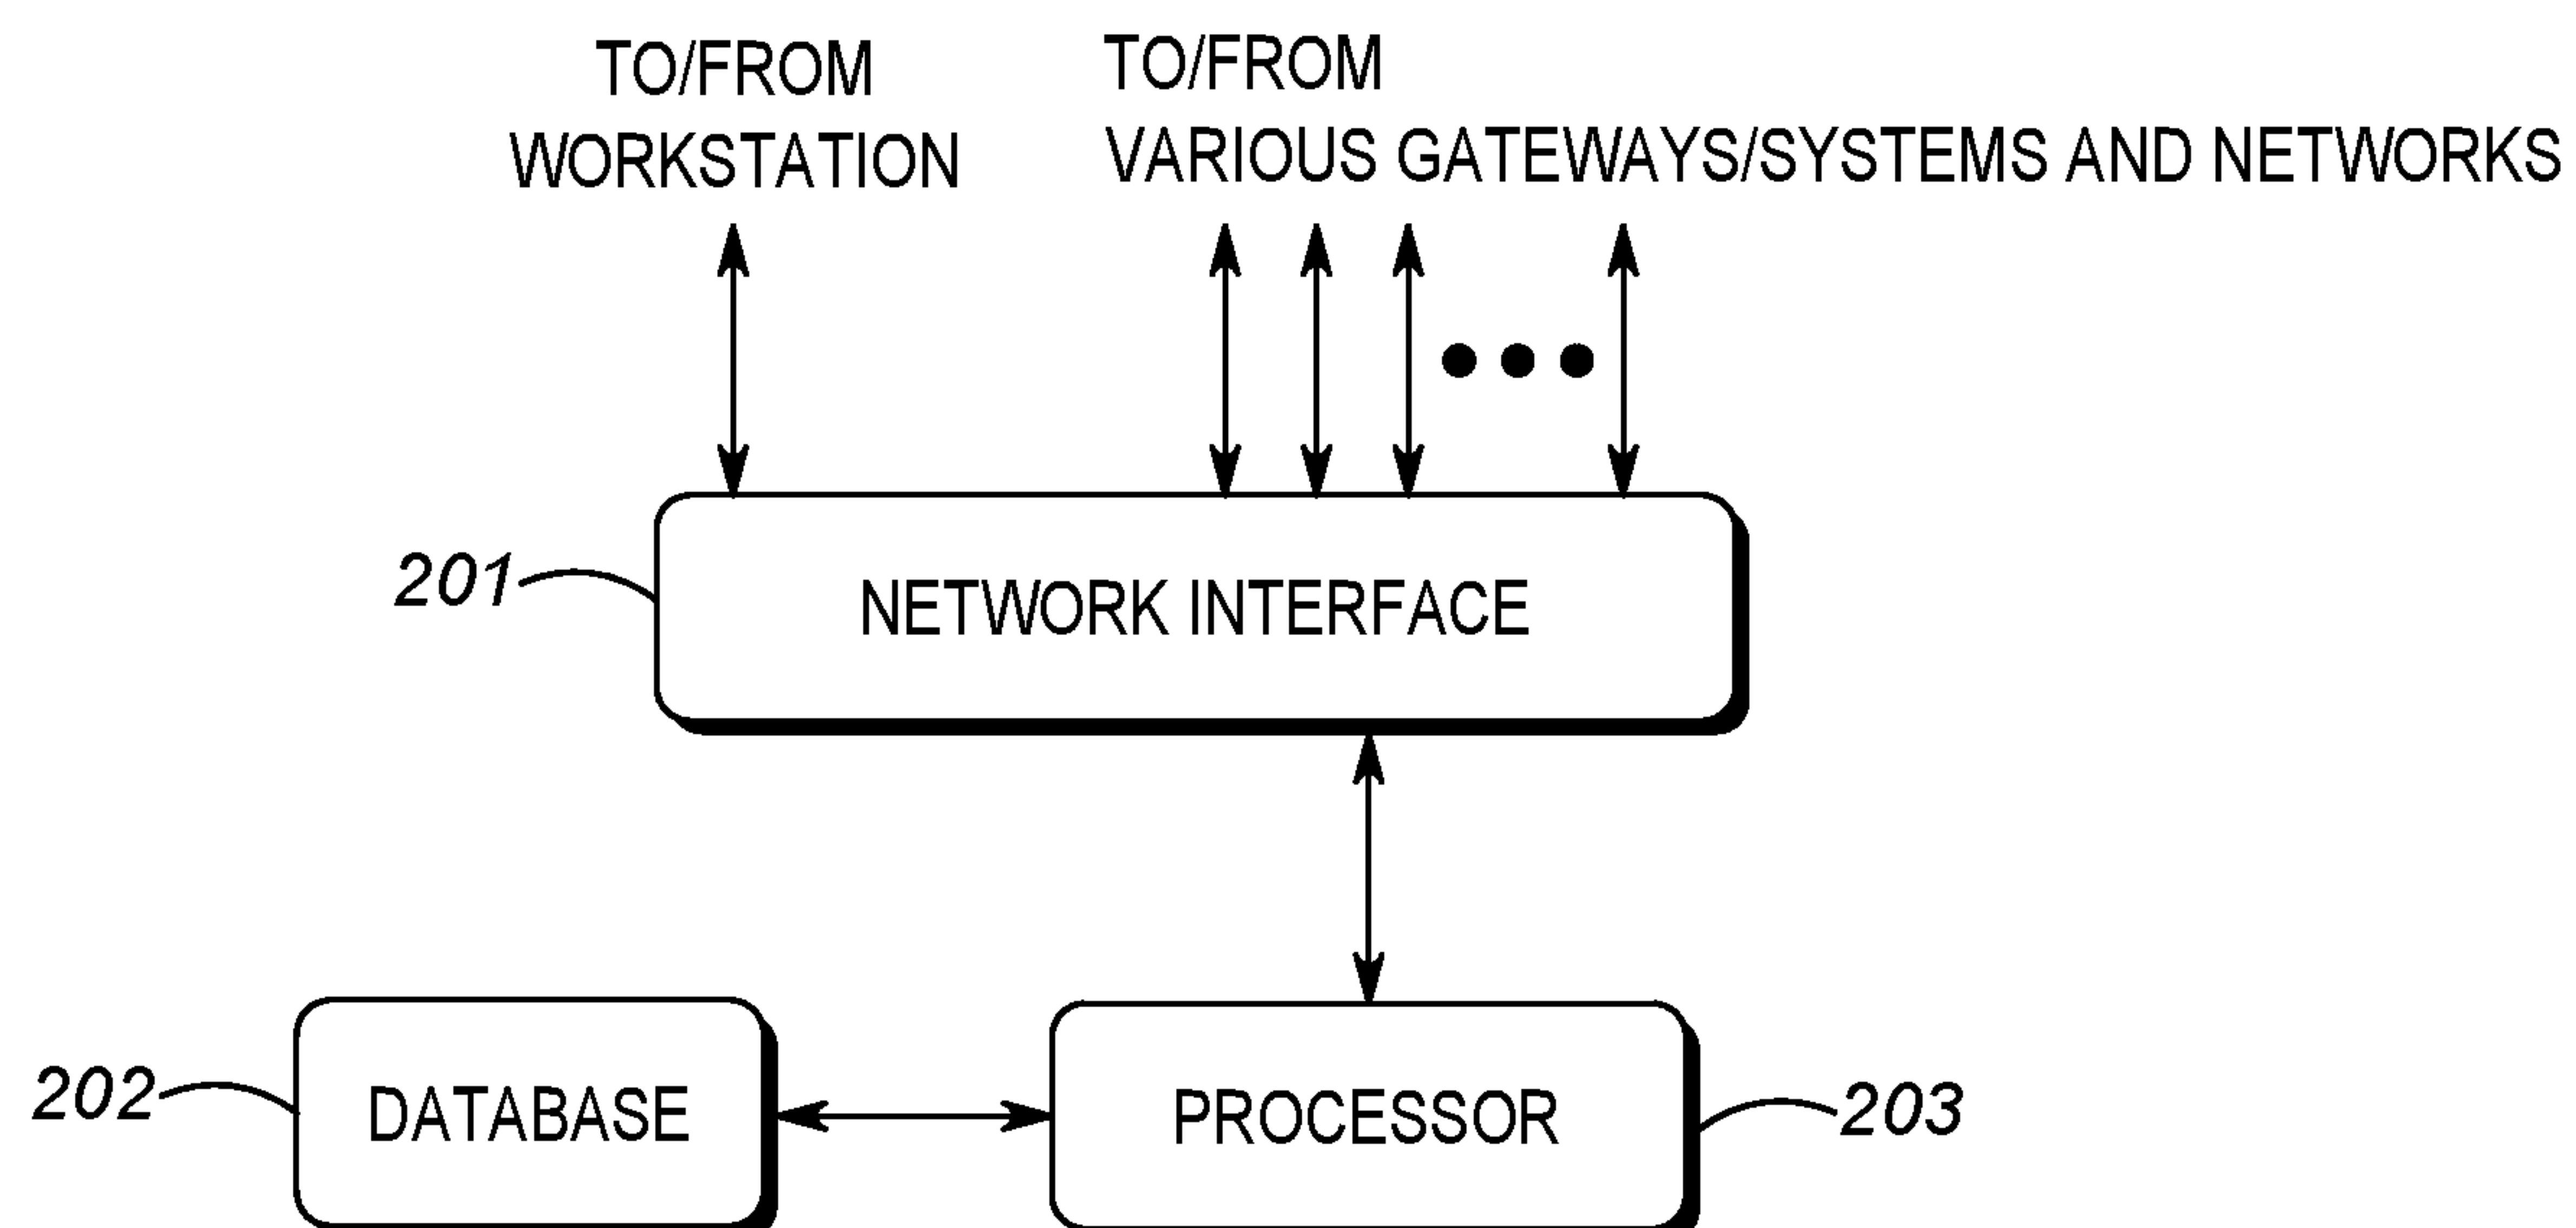 TO/FROM
WORKSTATION
TO/FROM
VARIOUS GATEWAYS/SYSTEMS AND NETWORKS
201
NETWORK INTERFACE
202
DATABASE
PROCESSOR
203